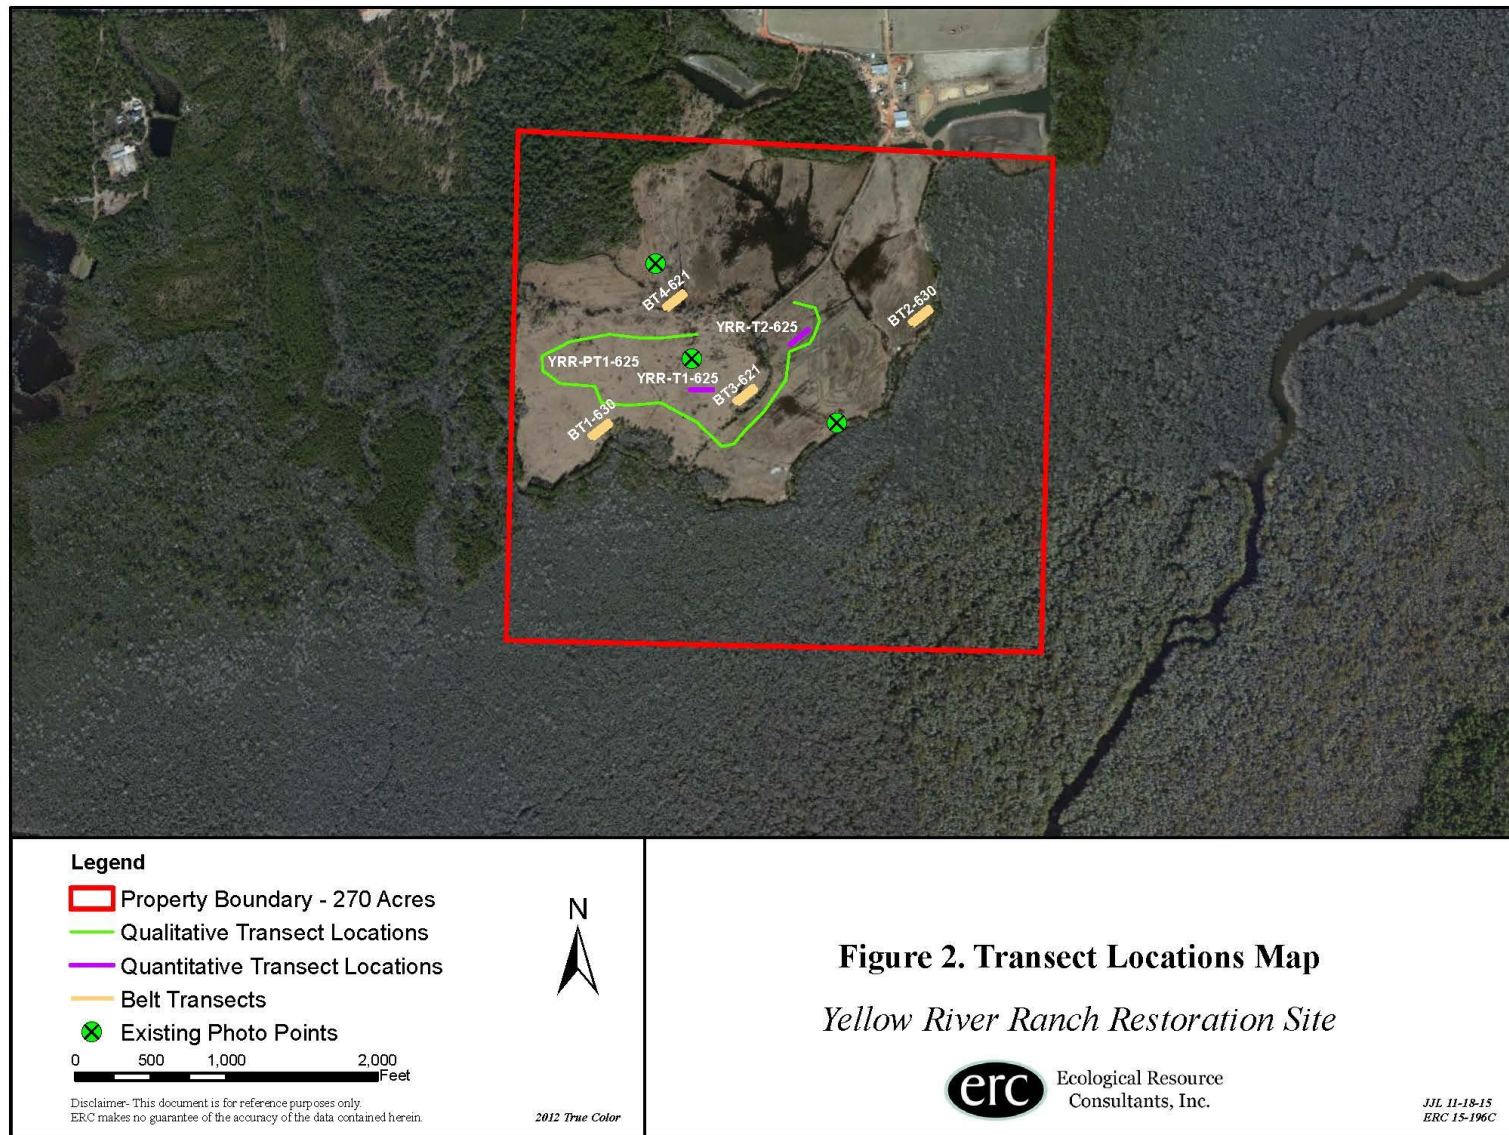 BT4-621
BT2-630
YRR-T2-625
YRR-PT1-625
YRR-T1-625
BT3-621
BT1-630
Legend
Property Boundary - 270 Acres
Qualitative Transect Locations
Quantitative Transect Locations
Belt Transects
Existing Photo Points
N
0 500 1,000 2,000
Feet
Disclaimer- This document is for reference purposes only.
ERC makes no guarantee of the accuracy of the data contained herein.
2012 True Color
Figure 2. Transect Locations Map
Yellow River Ranch Restoration Site
erc
Ecological Resource
Consultants, Inc.
JJL 11-18-15
ERC 15-196C